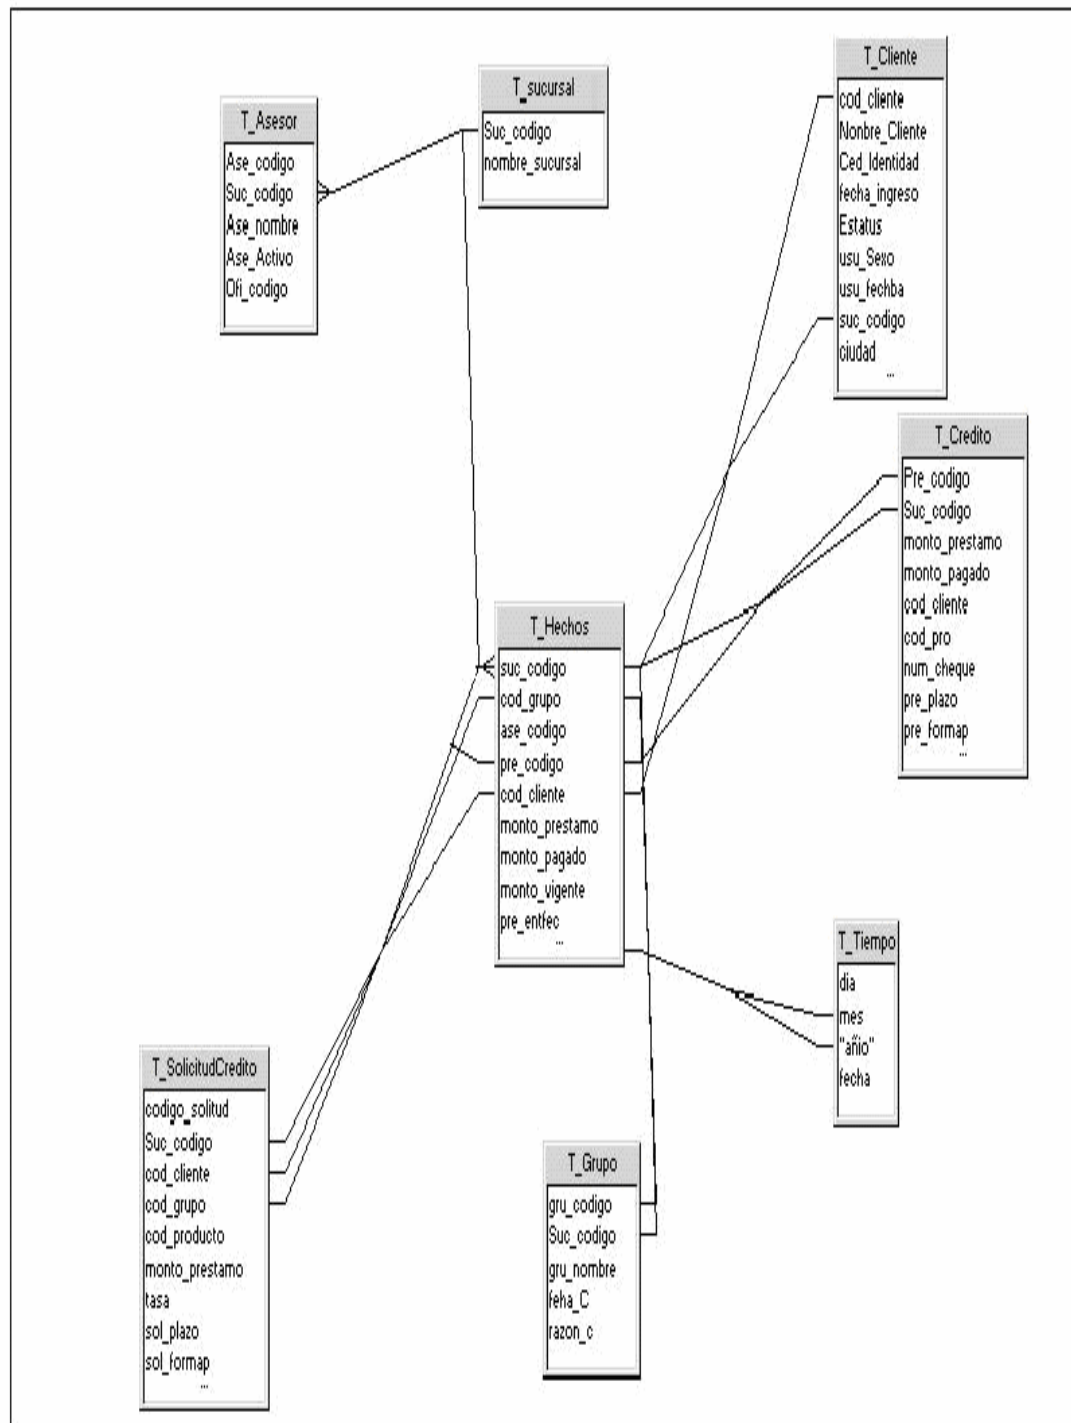 T_Asesor
Ase_codigo
Suc_codigo
Ase_nombre
Ase_Activo
Ofi_codigo
T_sucursal
Suc_codigo
nombre_sucursal
T_Cliente
cod_cliente
Nonbre_Cliente
Ced_Identidad
fecha_ingreso
Estatus
usu_Sexo
usu_fechba
suc_codigo
ciudad
...
T_Credito
Pre_codigo
Suc_codigo
monto_prestamo
monto_pagado
cod_cliente
cod_pro
num_cheque
pre_plazo
pre_formap
...
T_Hechos
suc_codigo
cod_grupo
ase_codigo
pre_codigo
cod_cliente
monto_prestamo
monto_pagado
monto_vigente
pre_entfec
...
T_Tiempo
dia
mes
"añio"
fecha
T_SolicitudCredito
codigo_solitud
Suc_codigo
cod_cliente
cod_grupo
cod_producto
monto_prestamo
tasa
sol_plazo
sol_formap
...
T_Grupo
gru_codigo
Suc_codigo
gru_nombre
feha_C
razon_c